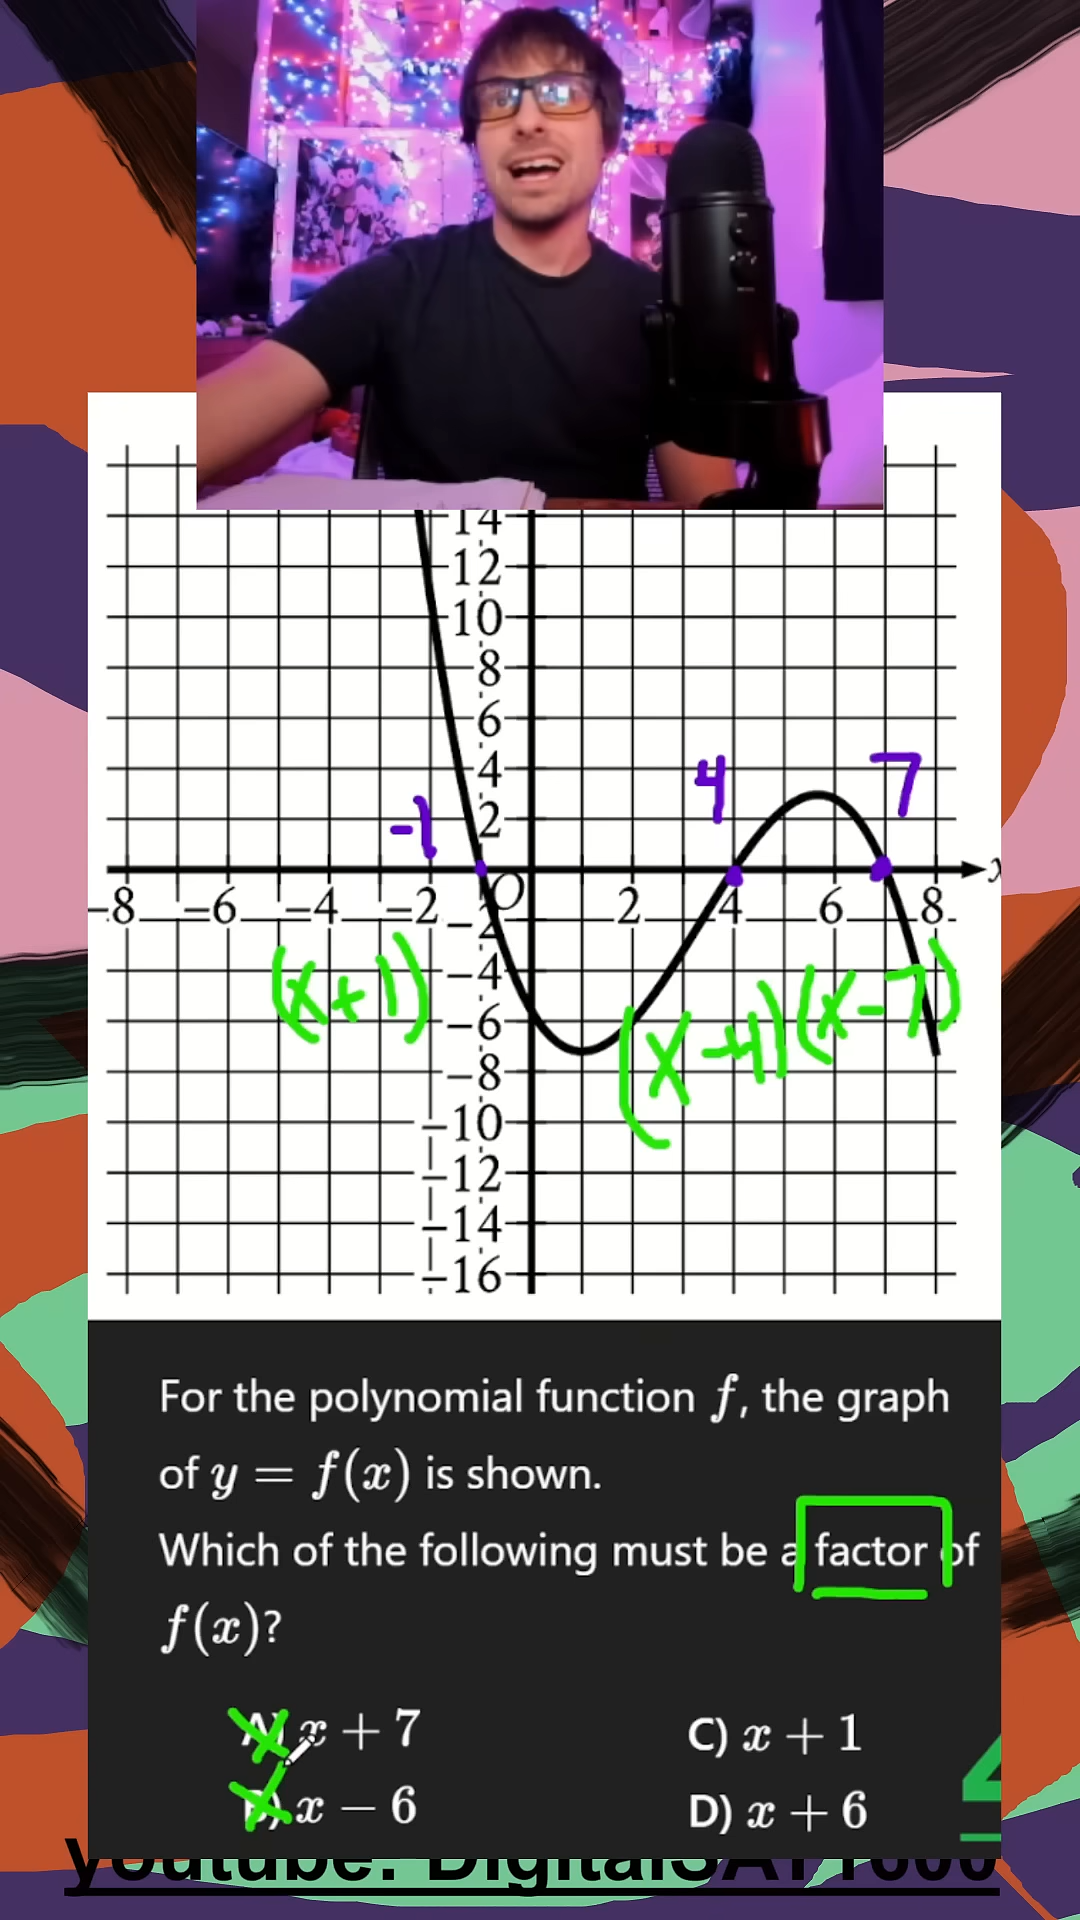 14
12
10
8
6
4
2
-1
4
7
x
-8 -6 -4 -2 O 2 4 6 8
-2
-4
-6
-8
-10
-12
-14
-16
(x+1)
(x-4)(x-7)
For the polynomial function f, the graph
of y = f(x) is shown.
Which of the following must be a factor of
f(x)?
A) x + 7
B) x − 6
C) x + 1
D) x + 6
youtube: DigitalSAT1600